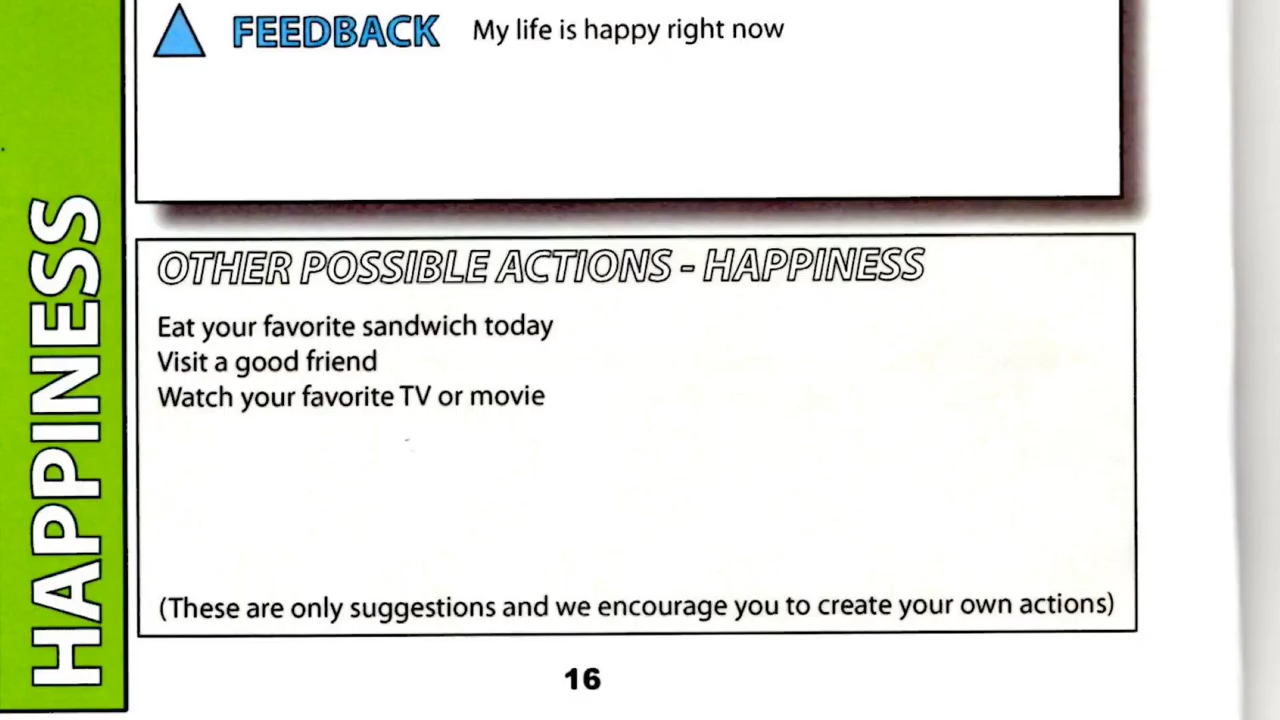 FEEDBACK My life is happy right now
OTHER POSSIBLE ACTIONS - HAPPINESS
Eat your favorite sandwich today
Visit a good friend
Watch your favorite TV or movie
(These are only suggestions and we encourage you to create your own actions)
HAPPINESS
16